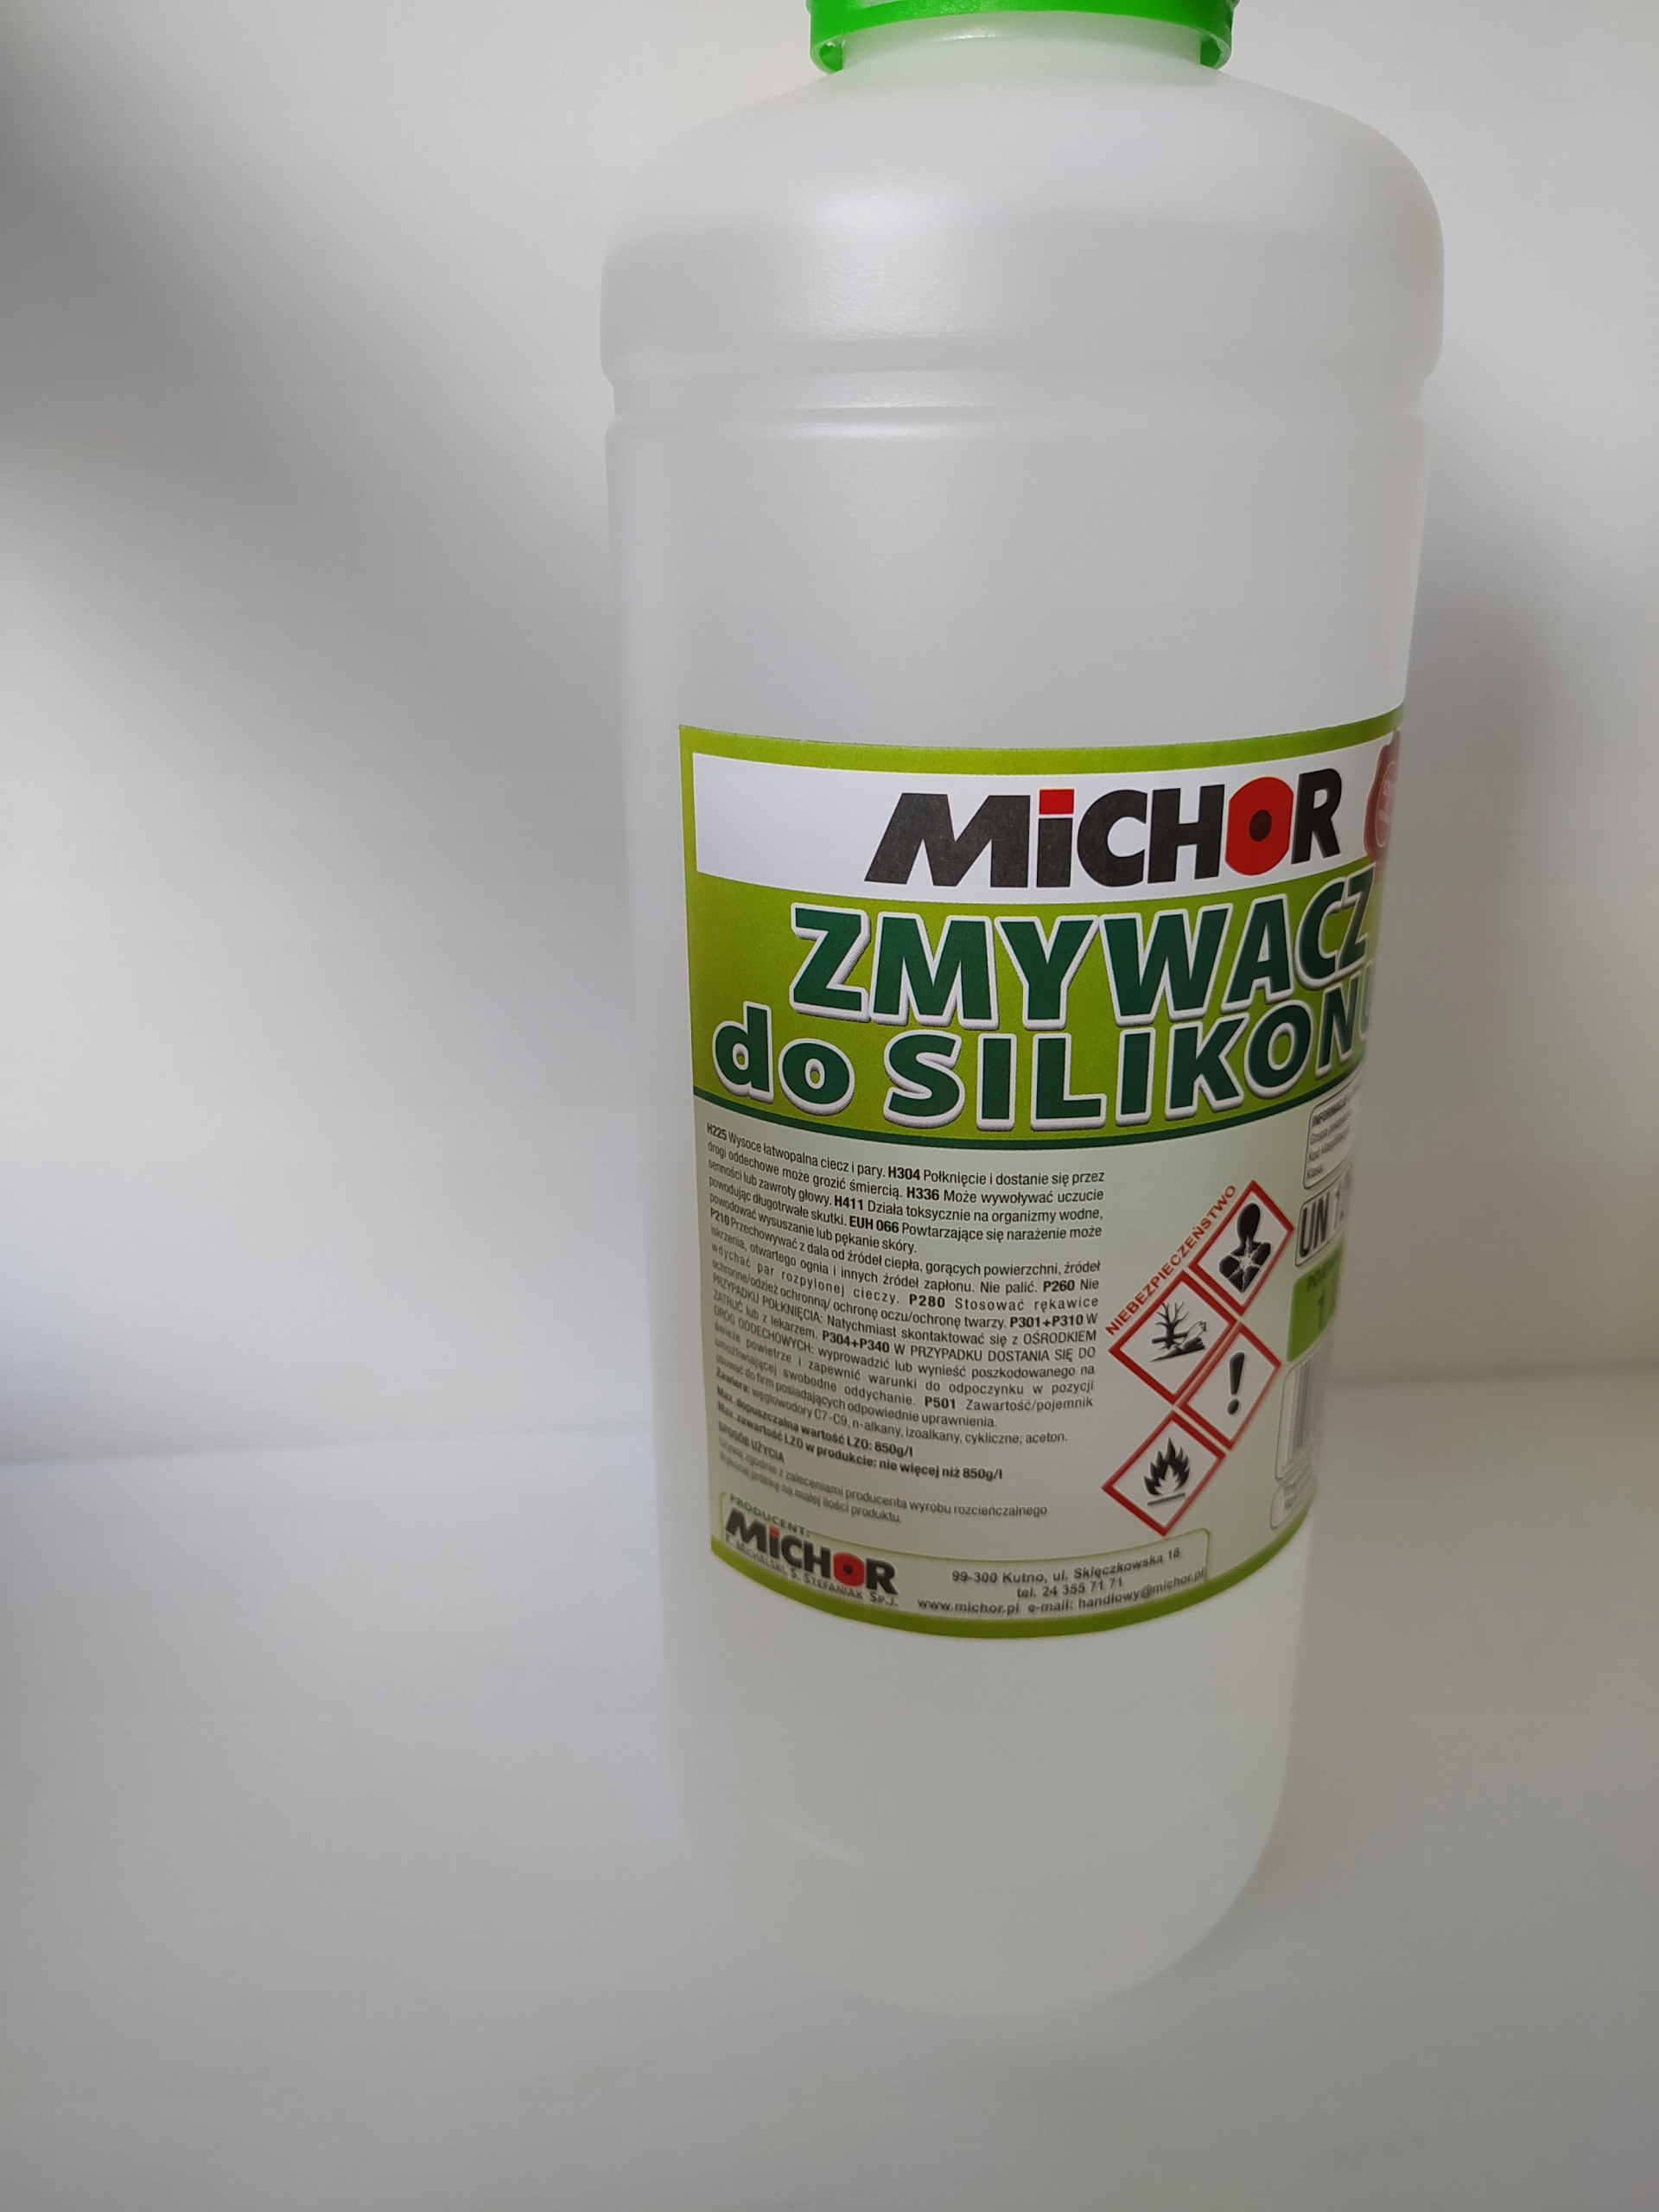 MiCHOR
ZMYWACZ
do SILIKONU
H225 Wysoce łatwopalna ciecz i pary. H304 Połknięcie i dostanie się przez
drogi oddechowe może grozić śmiercią. H336 Może wywoływać uczucie
senności lub zawroty głowy. H411 Działa toksycznie na organizmy wodne,
powodując długotrwałe skutki. EUH 066 Powtarzające się narażenie może
powodować wysuszanie lub pękanie skóry.
P210 Przechowywać z dala od źródeł ciepła, gorących powierzchni, źródeł
iskrzenia, otwartego ognia i innych źródeł zapłonu. Nie palić. P260 Nie
wdychać par rozpylonej cieczy. P280 Stosować rękawice
ochronne/odzież ochronną/ ochronę oczu/ochronę twarzy. P301+P310 W
PRZYPADKU POŁKNIĘCIA: Natychmiast skontaktować się z OŚRODKIEM
ZATRUĆ lub z lekarzem. P304+P340 W PRZYPADKU DOSTANIA SIĘ DO
DRÓG ODDECHOWYCH: wyprowadzić lub wynieść poszkodowanego na
świeże powietrze i zapewnić warunki do odpoczynku w pozycji
umożliwiającej swobodne oddychanie. P501 Zawartość/pojemnik
usuwać do firm posiadających odpowiednie uprawnienia.
Zawiera: węglowodory C7-C9, n-alkany, izoalkany, cykliczne; aceton.
Max. dopuszczalna wartość LZO: 850g/l
Max. zawartość LZO w produkcie: nie więcej niż 850g/l
SPOSÓB UŻYCIA
Używaj zgodnie z zaleceniami producenta wyrobu rozcieńczalnego
Wykonaj próbkę na małej ilości produktu.
NIEBEZPIECZEŃSTWO
UN 1
PRODUCENT:
MiCHOR
K. MICHALSKI, S. STEFANIAK Sp.J.
99-300 Kutno, ul. Sklęczkowska 18
tel. 24 355 71 71
www.michor.pl e-mail: handlowy@michor.pl